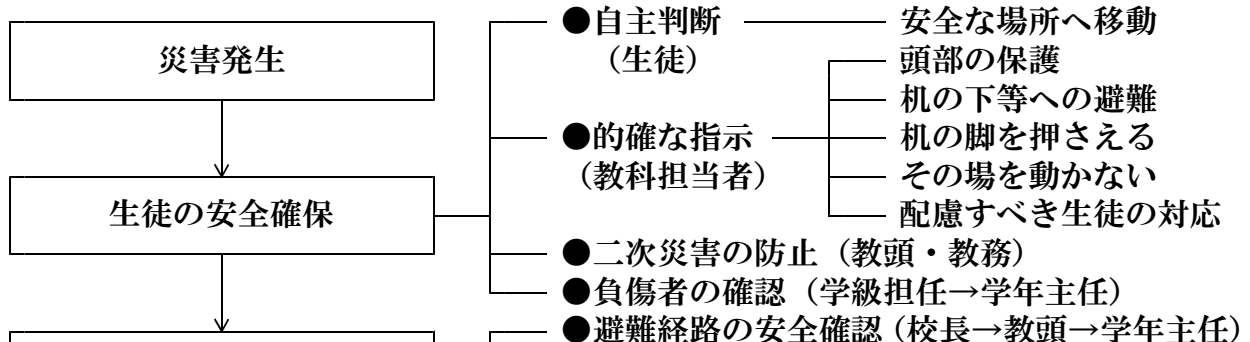 ●自主判断 安全な場所へ移動
災害発生 (生徒) 頭部の保護
机の下等への避難
●的確な指示 机の脚を押さえる
(教科担当者) その場を動かない
生徒の安全確保 配慮すべき生徒の対応
●二次災害の防止(教頭・教務)
●負傷者の確認(学級担任→学年主任)
●避難経路の安全確認(校長→教頭→学年主任)